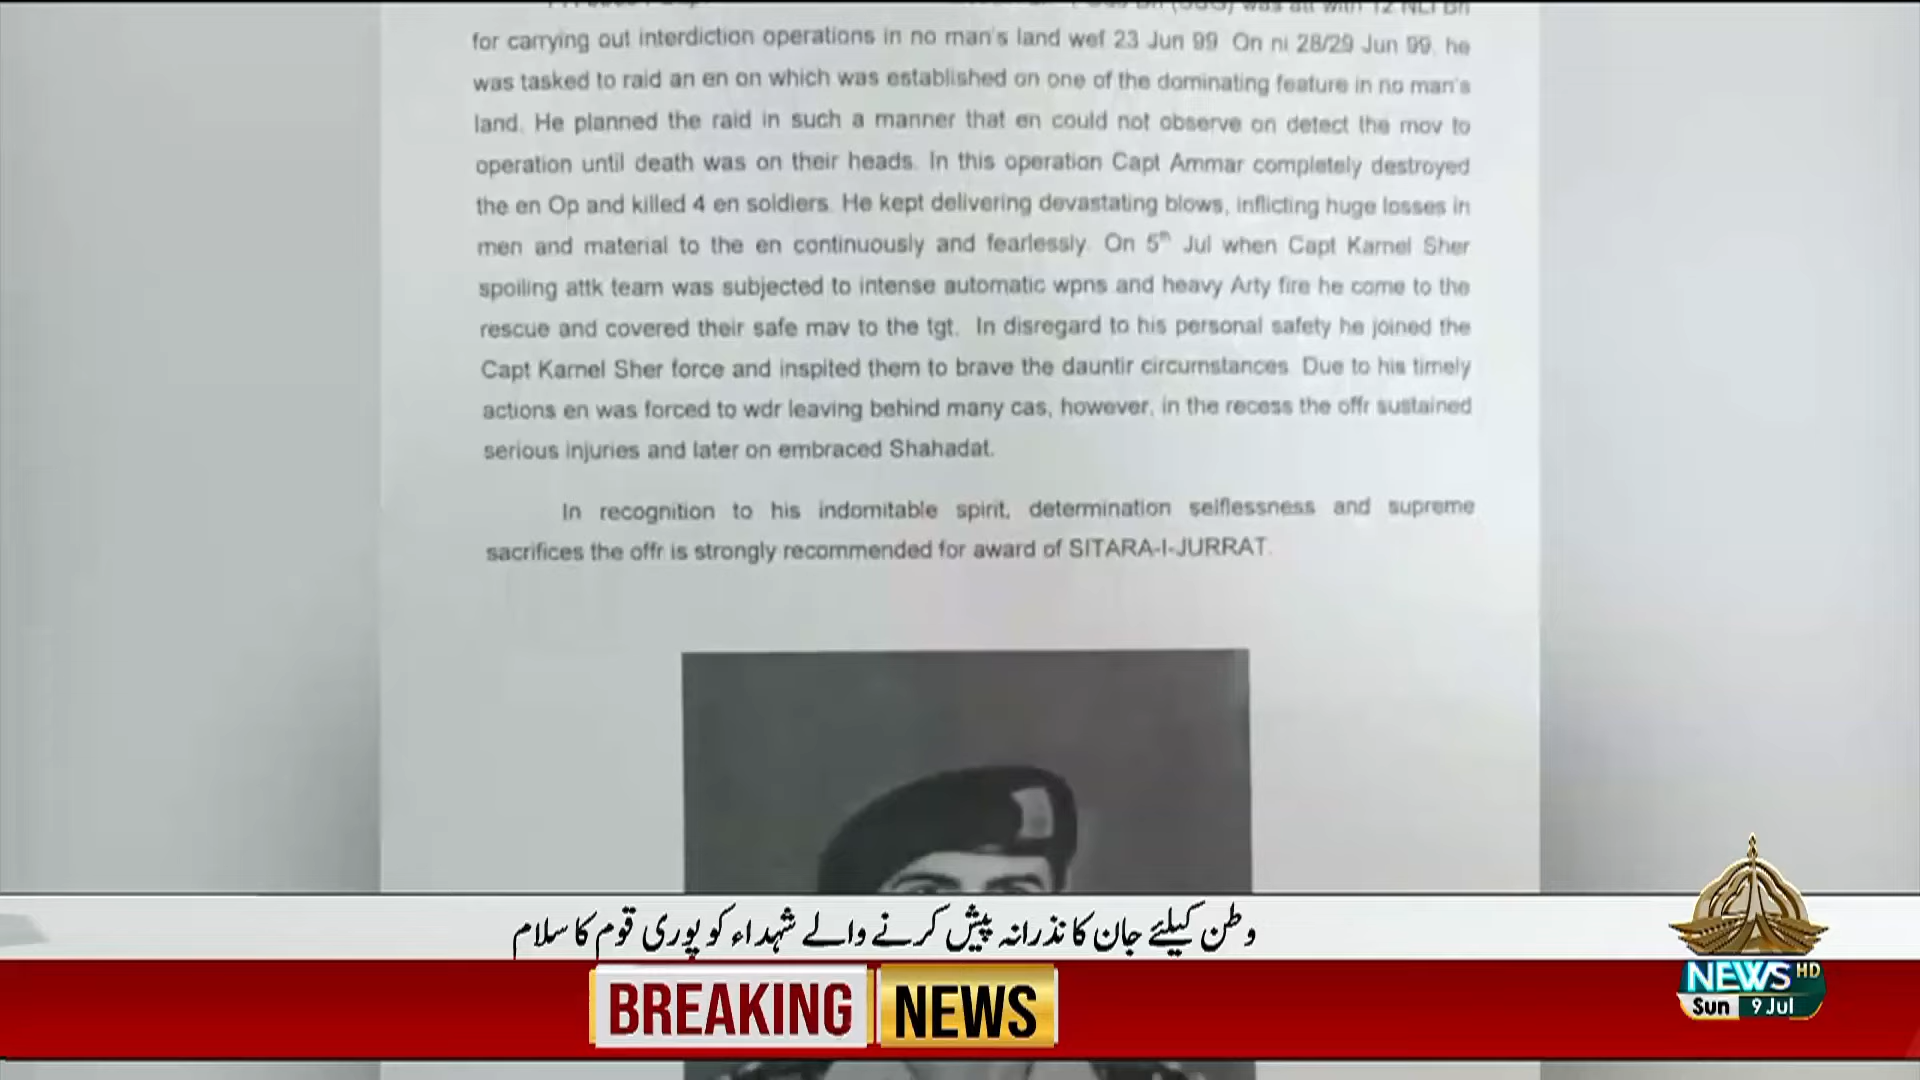 was att with 12 NLI Bn
for carrying out interdiction operations in no man's land wef 23 Jun 99 On ni 28/29 Jun 99, he
was tasked to raid an en on which was established on one of the dominating feature in no man's
land. He planned the raid in such a manner that en could not observe on detect the mov to
operation until death was on their heads. In this operation Capt Ammar completely destroyed
the en Op and killed 4 en soldiers. He kept delivering devastating blows, inflicting huge losses in
men and material to the en continuously and fearlessly. On 5th Jul when Capt Karnel Sher
spoiling attk team was subjected to intense automatic wpns and heavy Arty fire he come to the
rescue and covered their safe mav to the tgt. In disregard to his personal safety he joined the
Capt Karnel Sher force and inspited them to brave the dauntir circumstances. Due to his timely
actions en was forced to wdr leaving behind many cas, however, in the recess the offr sustained
serious injuries and later on embraced Shahadat.
In recognition to his indomitable spirit, determination selflessness and supreme
sacrifices the offr is strongly recommended for award of SITARA-I-JURRAT.
وطن کیلئے جان کا نذرانہ پیش کرنے والے شہداء کو پوری قوم کا سلام
BREAKING NEWS
NEWS HD
Sun 9 Jul